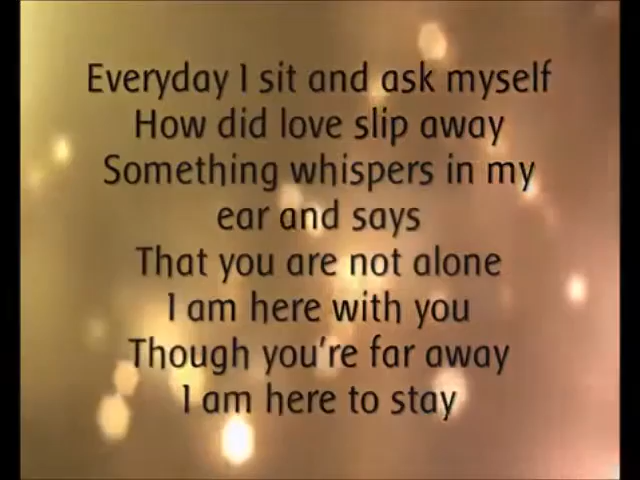 Everyday I sit and ask myself
How did love slip away
Something whispers in my
ear and says
That you are not alone
I am here with you
Though you're far away
I am here to stay